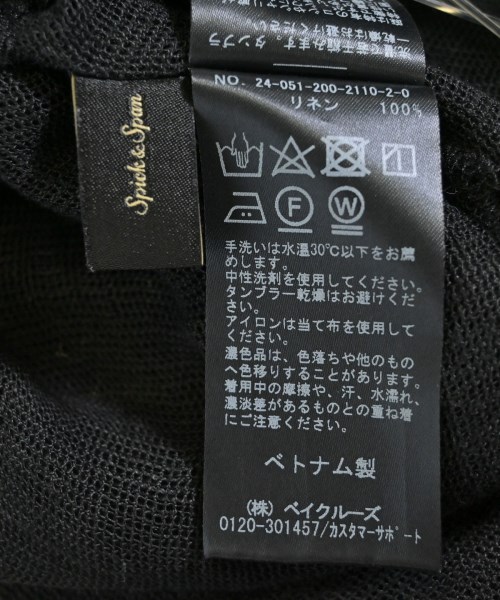 Spick & Span
NO. 24-051-200-2110-2-0
リネン 100%
F
W
手洗いは水温30℃以下をお薦
めします。
中性洗剤を使用してください。
タンブラー乾燥はお避けくだ
さい。
アイロンは当て布を使用して
ください。
濃色品は、色落ちや他のもの
へ色移りすることがあります。
着用中の摩擦や、汗、水濡れ、
濃淡差があるものとの重ね着
にご注意ください。
ベトナム製
(株) ベイクルーズ
0120-301457/カスタマーサポート